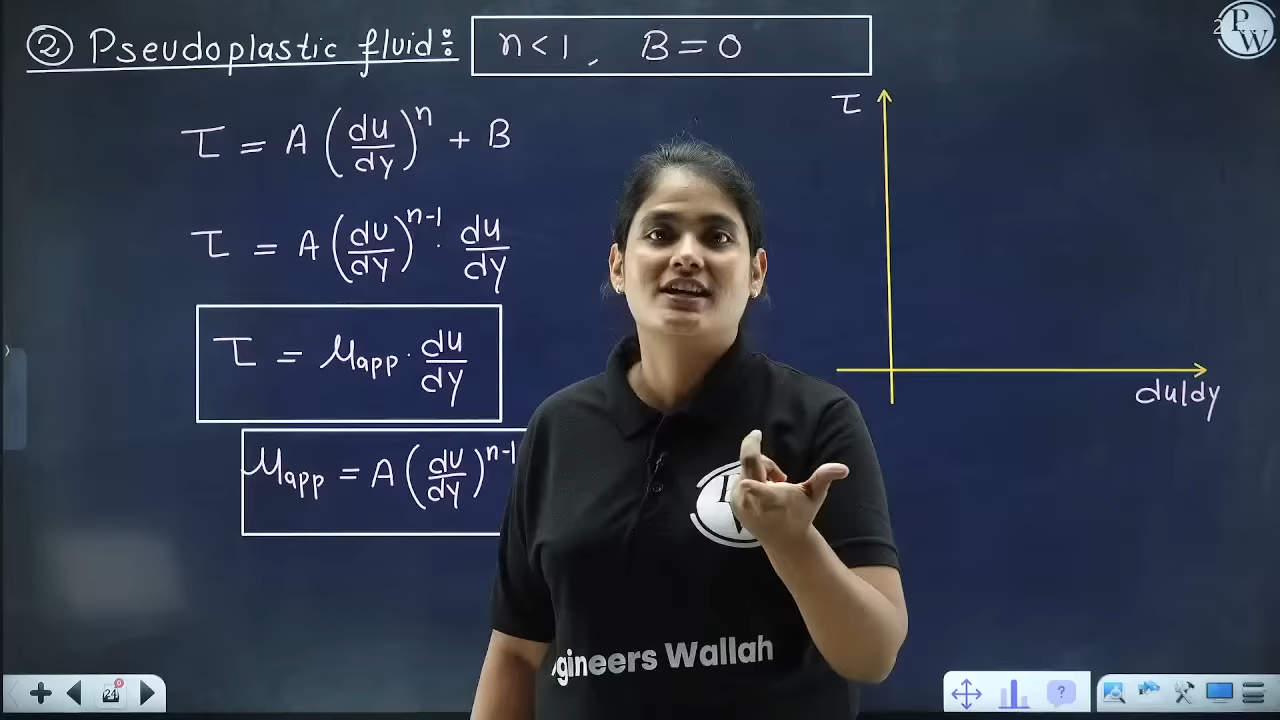 ② Pseudoplastic fluid: n < 1, B = 0
PW
τ
τ = A (du/dy)ⁿ + B
τ = A (du/dy)ⁿ⁻¹ · du/dy
τ = μapp · du/dy
du/dy
μapp = A (du/dy)ⁿ⁻¹
gineers Wallah
24